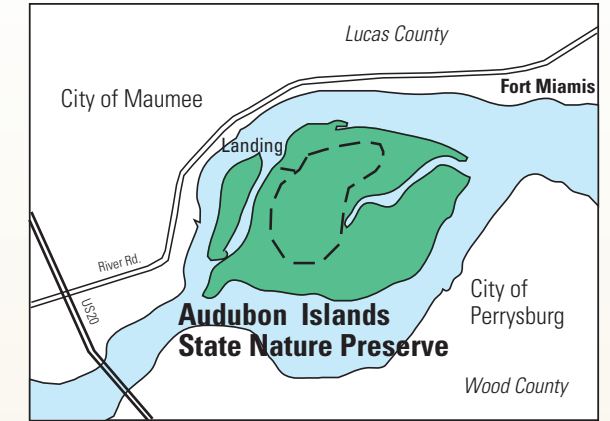 Lucas County
Fort Miamis
City of Maumee
Landing
River Rd.
US20
Audubon Islands
State Nature Preserve
City of
Perrysburg
Wood County